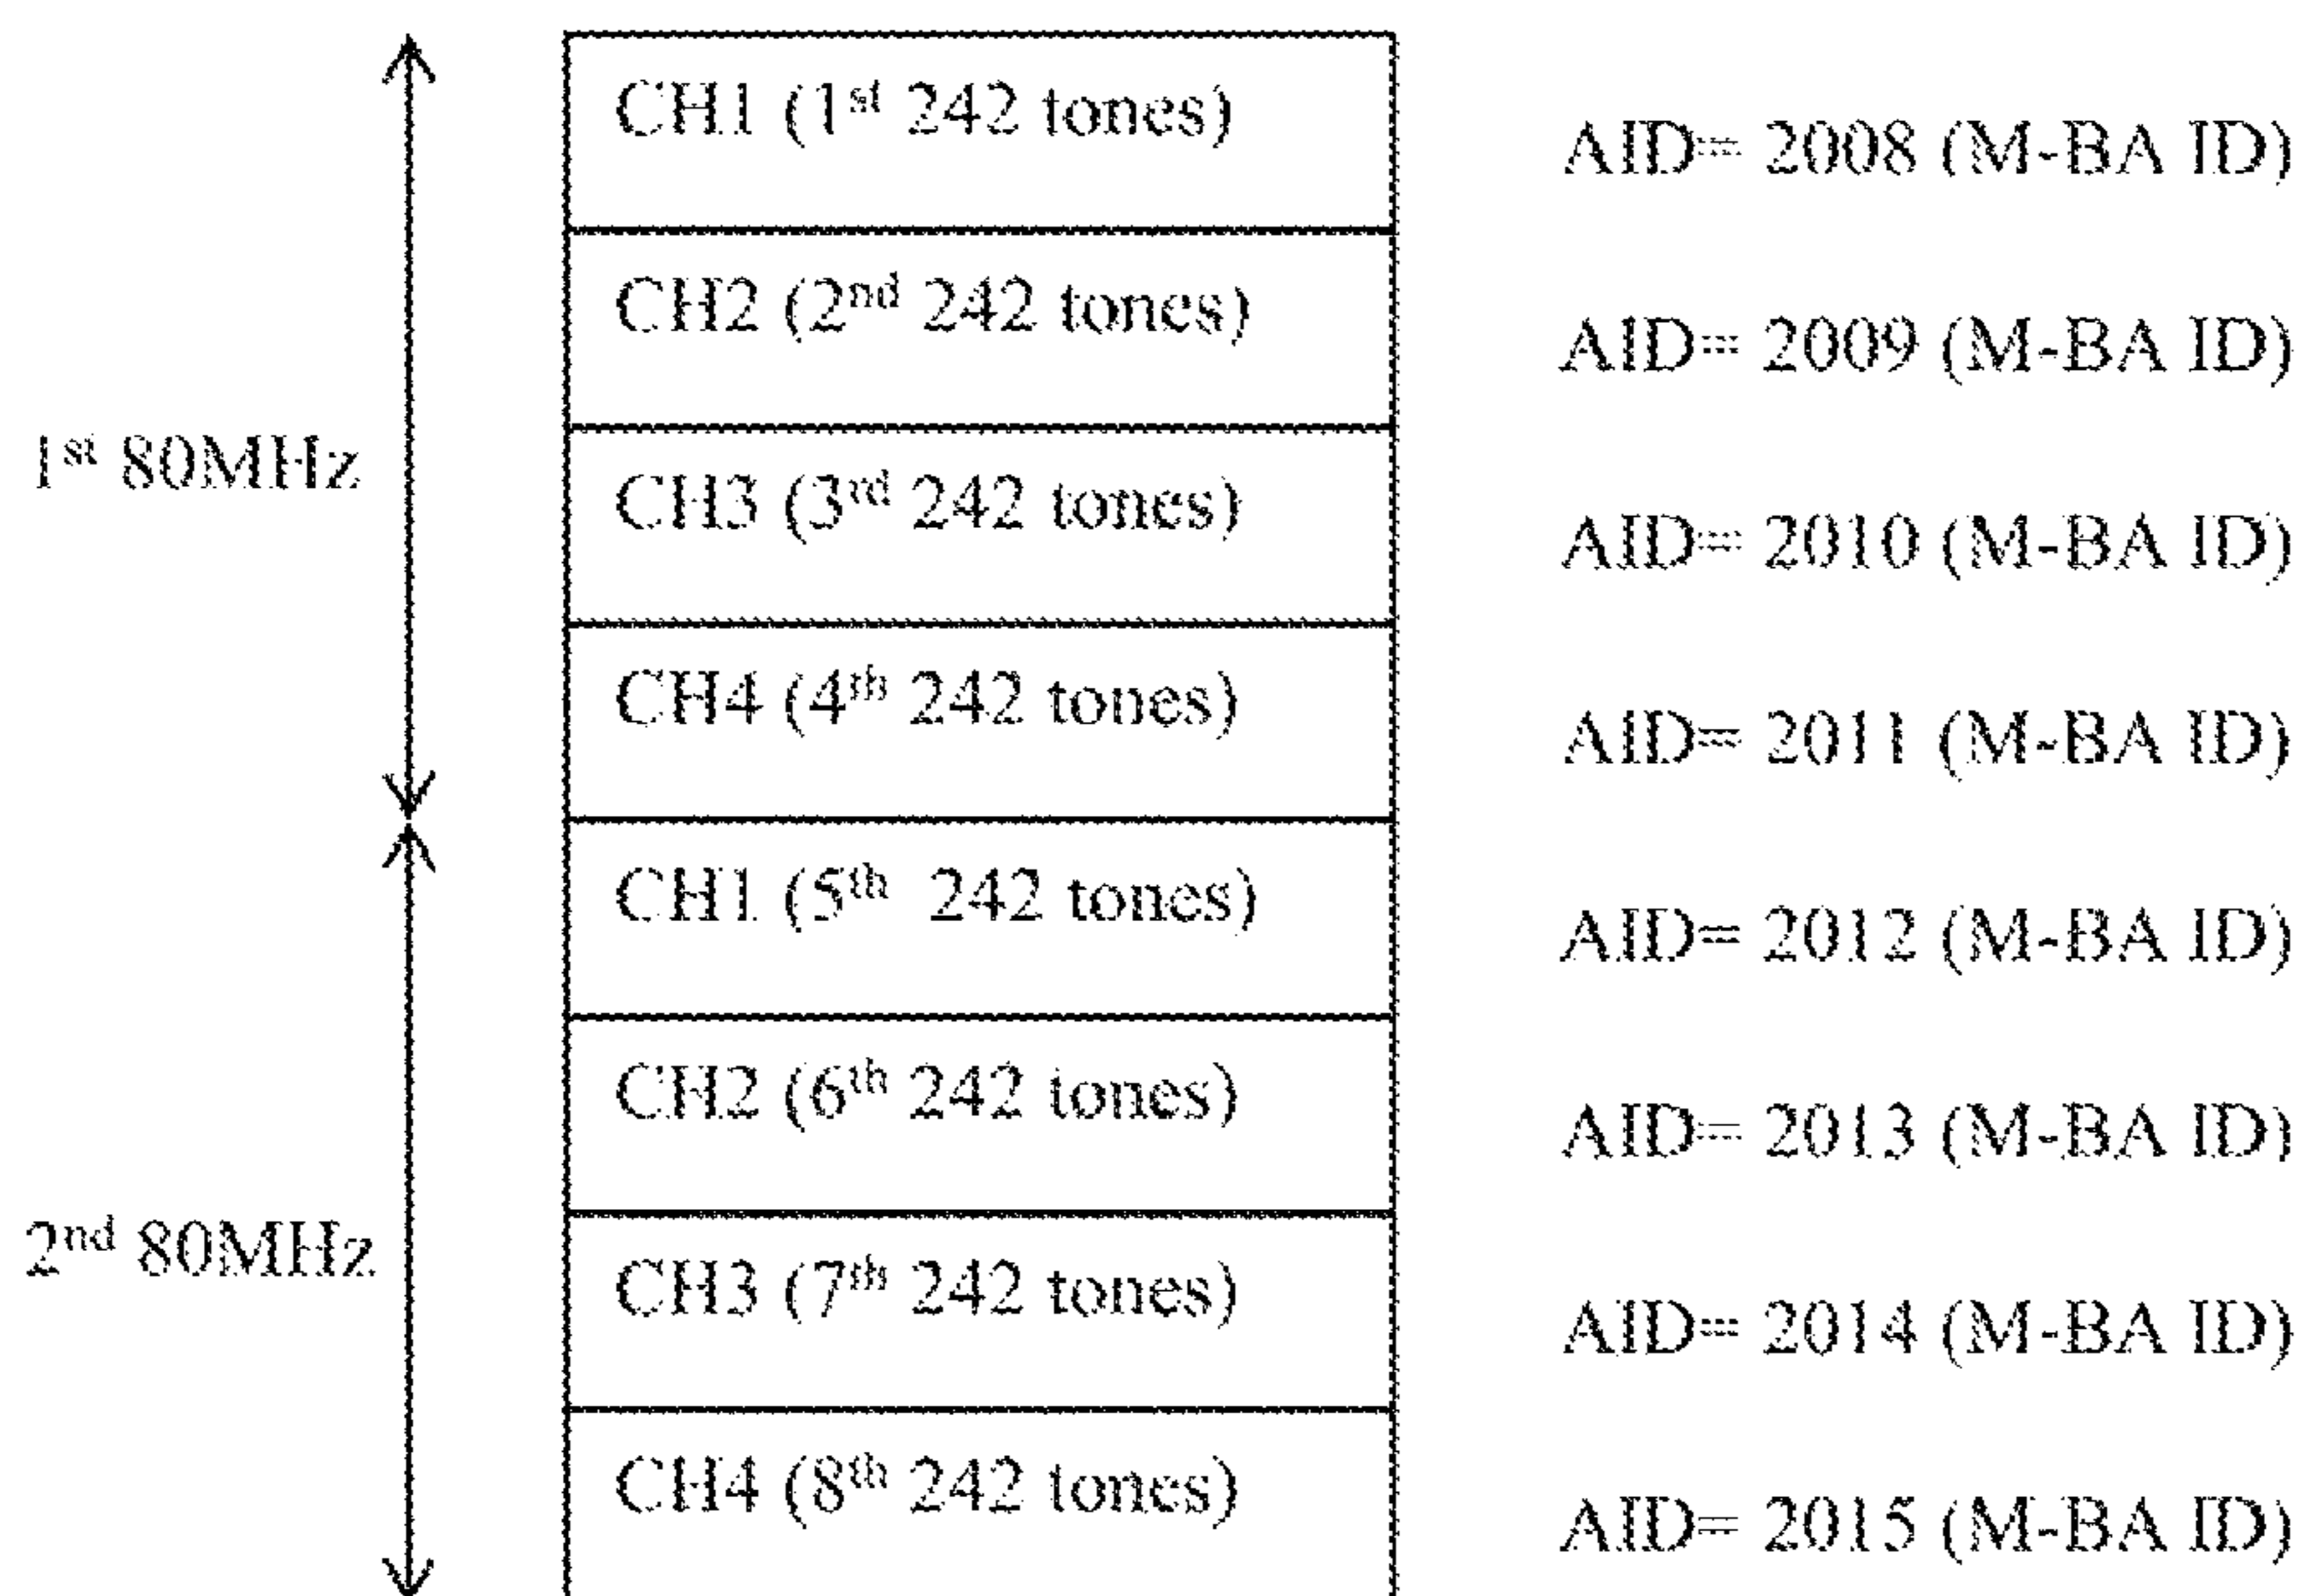 CH1 (1st 242 tones)
AID= 2008 (M-BA ID)
CH2 (2nd 242 tones)
AID= 2009 (M-BA ID)
1st 80MHz
CH3 (3rd 242 tones)
AID= 2010 (M-BA ID)
CH4 (4th 242 tones)
AID= 2011 (M-BA ID)
CH1 (5th 242 tones)
AID= 2012 (M-BA ID)
CH2 (6th 242 tones)
AID= 2013 (M-BA ID)
2nd 80MHz
CH3 (7th 242 tones)
AID= 2014 (M-BA ID)
CH4 (8th 242 tones)
AID= 2015 (M-BA ID)